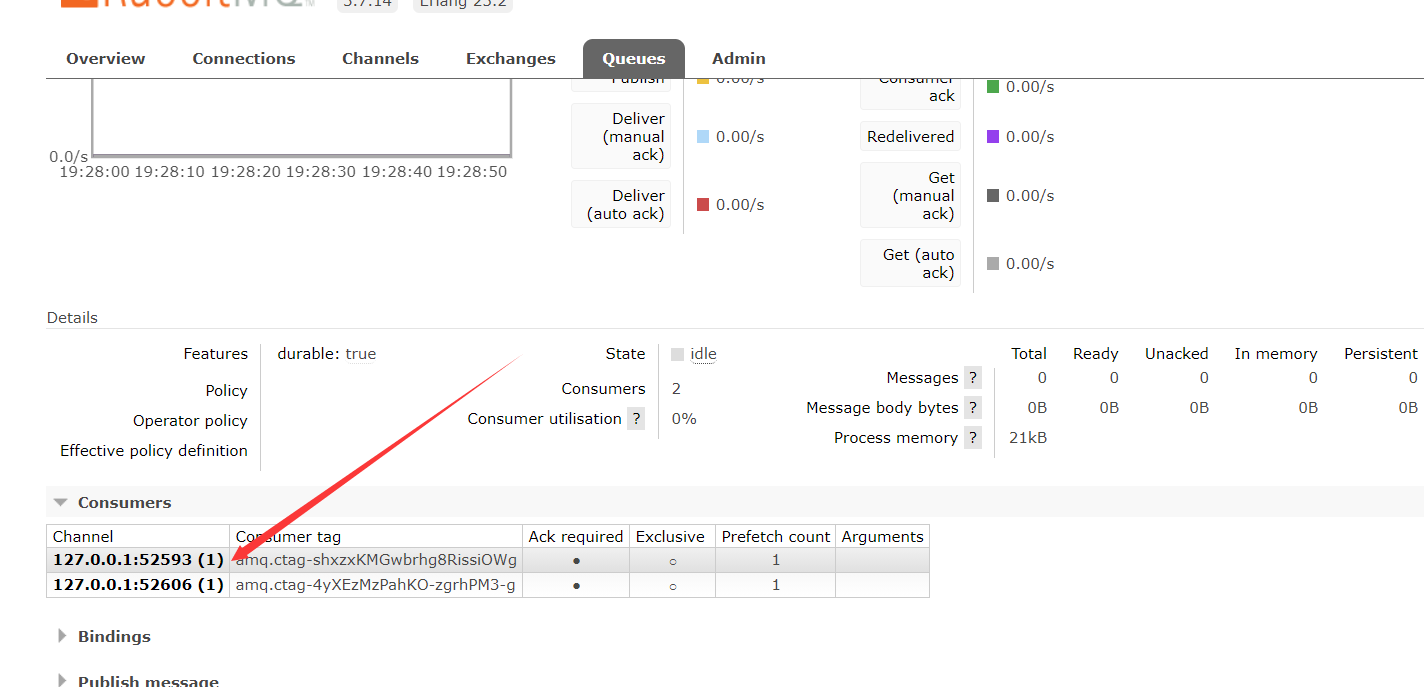 RabbitMQ TM 3.7.14 Erlang 23.2
Overview Connections Channels Exchanges Queues Admin
0.0/s
19:28:00 19:28:10 19:28:20 19:28:30 19:28:40 19:28:50
Publish 0.00/s
Deliver
(manual
ack) 0.00/s
Deliver
(auto ack) 0.00/s
Consumer
ack 0.00/s
Redelivered 0.00/s
Get
(manual
ack) 0.00/s
Get (auto
ack) 0.00/s
Details
Features durable: true
Policy
Operator policy
Effective policy definition
State idle
Consumers 2
Consumer utilisation ? 0%
Total Ready Unacked In memory Persistent
Messages ? 0 0 0 0 0
Message body bytes ? 0B 0B 0B 0B 0B
Process memory ? 21kB
Consumers
Channel Consumer tag Ack required Exclusive Prefetch count Arguments
127.0.0.1:52593 (1) amq.ctag-shxzxKMGwbrhg8RissiOWg ● ○ 1
127.0.0.1:52606 (1) amq.ctag-4yXEzMzPahKO-zgrhPM3-g ● ○ 1
Bindings
Publish message